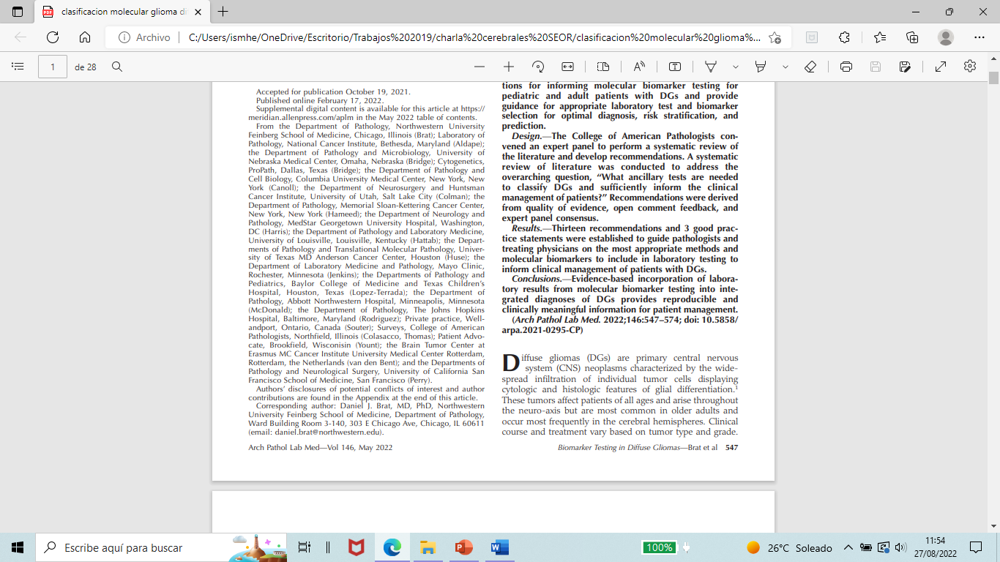 clasificacion molecular glioma di
Archivo
C:/Users/ismhe/OneDrive/Escritorio/Trabajos%202019/charla%20cerebrales%20SEOR/clasificacion%20molecular%20glioma%...
1
de 28
Accepted for publication October 19, 2021.
Published online February 17, 2022.
Supplemental digital content is available for this article at https://
meridian.allenpress.com/aplm in the May 2022 table of contents.
From the Department of Pathology, Northwestern University
Feinberg School of Medicine, Chicago, Illinois (Brat); Laboratory of
Pathology, National Cancer Institute, Bethesda, Maryland (Aldape);
the Department of Pathology and Microbiology, University of
Nebraska Medical Center, Omaha, Nebraska (Bridge); Cytogenetics,
ProPath, Dallas, Texas (Bridge); the Department of Pathology and
Cell Biology, Columbia University Medical Center, New York, New
York (Canoll); the Department of Neurosurgery and Huntsman
Cancer Institute, University of Utah, Salt Lake City (Colman); the
Department of Pathology, Memorial Sloan-Kettering Cancer Center,
New York, New York (Hameed); the Department of Neurology and
Pathology, MedStar Georgetown University Hospital, Washington,
DC (Harris); the Department of Pathology and Laboratory Medicine,
University of Louisville, Louisville, Kentucky (Hattab); the Depart-
ments of Pathology and Translational Molecular Pathology, Univer-
sity of Texas MD Anderson Cancer Center, Houston (Huse); the
Department of Laboratory Medicine and Pathology, Mayo Clinic,
Rochester, Minnesota (Jenkins); the Departments of Pathology and
Pediatrics, Baylor College of Medicine and Texas Children's
Hospital, Houston, Texas (Lopez-Terrada); the Department of
Pathology, Abbott Northwestern Hospital, Minneapolis, Minnesota
(McDonald); the Department of Pathology, The Johns Hopkins
Hospital, Baltimore, Maryland (Rodriguez); Private practice, Well-
andport, Ontario, Canada (Souter); Surveys, College of American
Pathologists, Northfield, Illinois (Colasacco, Thomas); Patient Advo-
cate, Brookfield, Wisconisin (Yount); the Brain Tumor Center at
Erasmus MC Cancer Institute University Medical Center Rotterdam,
Rotterdam, the Netherlands (van den Bent); and the Departments of
Pathology and Neurological Surgery, University of California San
Francisco School of Medicine, San Francisco (Perry).
Authors' disclosures of potential conflicts of interest and author
contributions are found in the Appendix at the end of this article.
Corresponding author: Daniel J. Brat, MD, PhD, Northwestern
University Feinberg School of Medicine, Department of Pathology,
Ward Building Room 3-140, 303 E Chicago Ave, Chicago, IL 60611
(email: daniel.brat@northwestern.edu).
tions for informing molecular biomarker testing for
pediatric and adult patients with DGs and provide
guidance for appropriate laboratory test and biomarker
selection for optimal diagnosis, risk stratification, and
prediction.
Design.—The College of American Pathologists con-
vened an expert panel to perform a systematic review of
the literature and develop recommendations. A systematic
review of literature was conducted to address the
overarching question, “What ancillary tests are needed
to classify DGs and sufficiently inform the clinical
management of patients?” Recommendations were derived
from quality of evidence, open comment feedback, and
expert panel consensus.
Results.—Thirteen recommendations and 3 good prac-
tice statements were established to guide pathologists and
treating physicians on the most appropriate methods and
molecular biomarkers to include in laboratory testing to
inform clinical management of patients with DGs.
Conclusions.—Evidence-based incorporation of labora-
tory results from molecular biomarker testing into inte-
grated diagnoses of DGs provides reproducible and
clinically meaningful information for patient management.
(Arch Pathol Lab Med. 2022;146:547–574; doi: 10.5858/
arpa.2021-0295-CP)
Diffuse gliomas (DGs) are primary central nervous
system (CNS) neoplasms characterized by the wide-
spread infiltration of individual tumor cells displaying
cytologic and histologic features of glial differentiation.1
These tumors affect patients of all ages and arise throughout
the neuro-axis but are most common in older adults and
occur most frequently in the cerebral hemispheres. Clinical
course and treatment vary based on tumor type and grade.
Arch Pathol Lab Med—Vol 146, May 2022
Biomarker Testing in Diffuse Gliomas—Brat et al 547
Escribe aquí para buscar
100%
26°C Soleado
11:54
27/08/2022